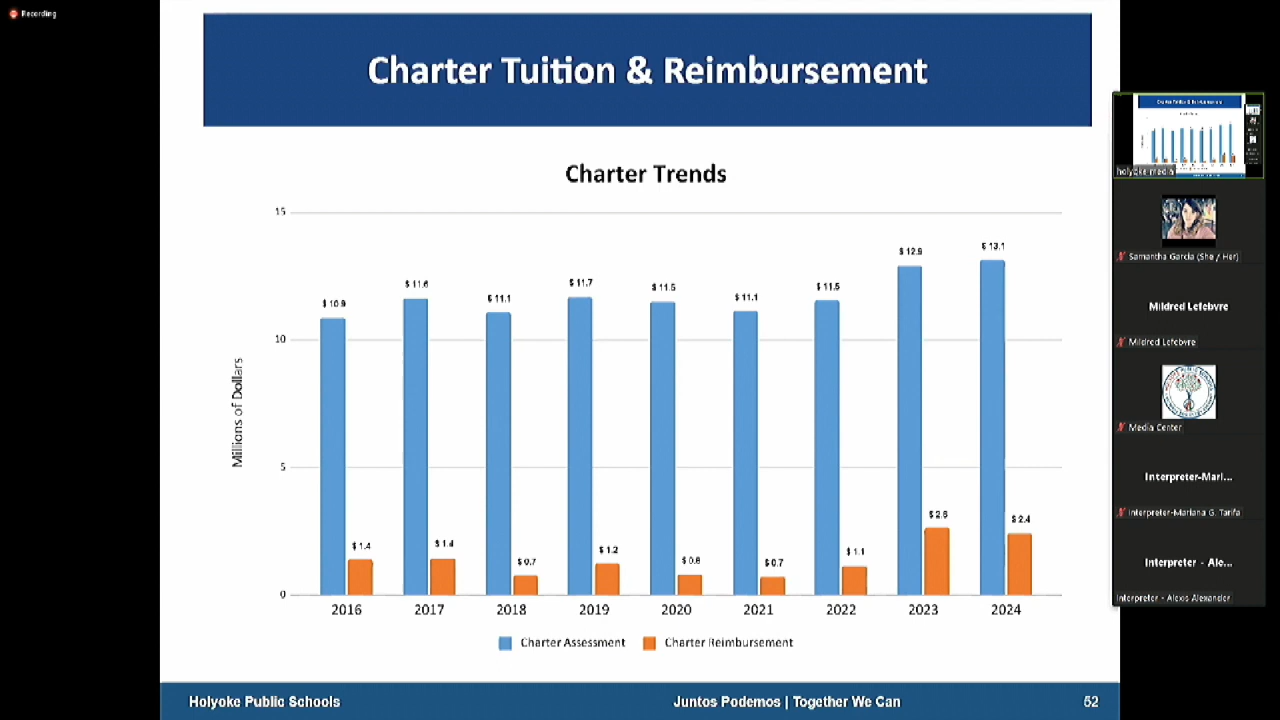 Recording
Charter Tuition & Reimbursement
Charter Trends
Millions of Dollars
15
10
5
0
$ 10.9
$ 11.6
$ 11.1
$ 11.7
$ 11.5
$ 11.1
$ 11.5
$ 12.9
$ 13.1
$ 1.4
$ 1.4
$ 0.7
$ 1.2
$ 0.8
$ 0.7
$ 1.1
$ 2.6
$ 2.4
2016 2017 2018 2019 2020 2021 2022 2023 2024
Charter Assessment Charter Reimbursement
Holyoke Public Schools Juntos Podemos | Together We Can 52
holyoke media
Samantha Garcia (She / Her)
Mildred Lefebvre
Mildred Lefebvre
Media Center
Interpreter-Mari...
Interpreter-Mariana G. Tarifa
Interpreter - Ale...
Interpreter - Alexis Alexander